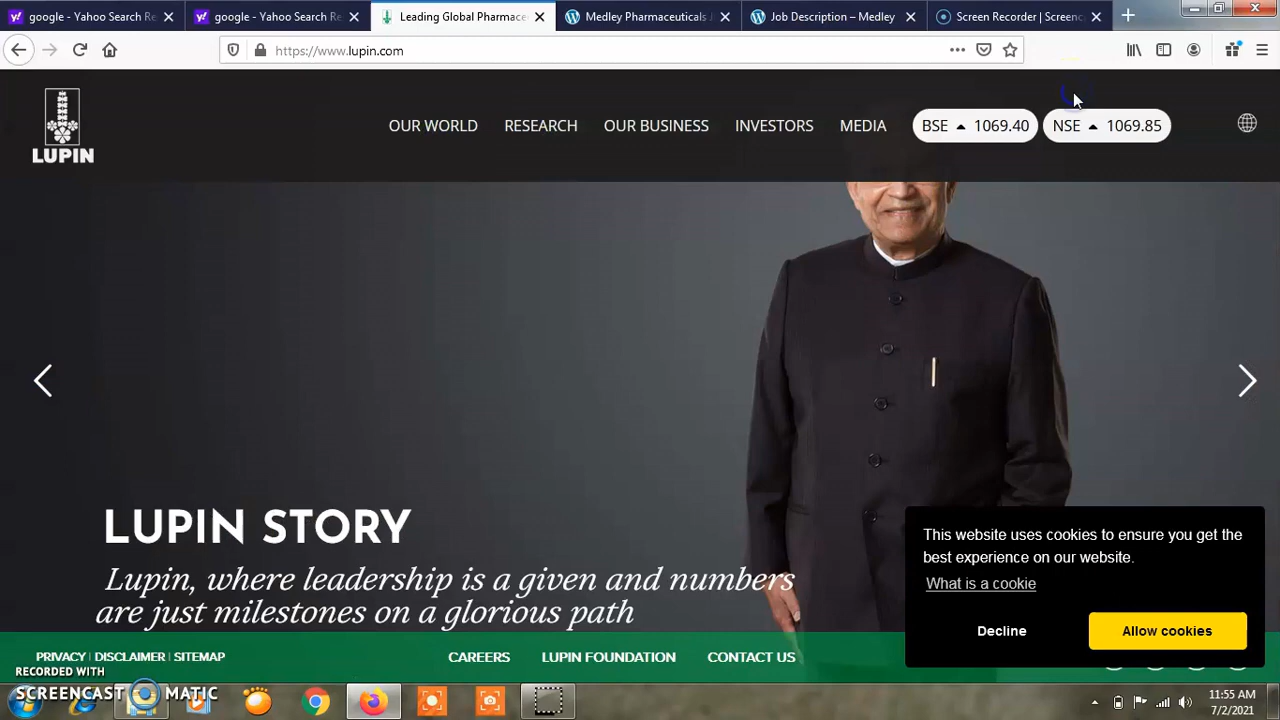 google - Yahoo Search Re
google - Yahoo Search Re
Leading Global Pharmace
Medley Pharmaceuticals
Job Description – Medley
Screen Recorder | Screenc
https://www.lupin.com
LUPIN
OUR WORLD
RESEARCH
OUR BUSINESS
INVESTORS
MEDIA
BSE 1069.40
NSE 1069.85
LUPIN STORY
Lupin, where leadership is a given and numbers
are just milestones on a glorious path
This website uses cookies to ensure you get the
best experience on our website.
What is a cookie
Decline
Allow cookies
PRIVACY | DISCLAIMER | SITEMAP
CAREERS
LUPIN FOUNDATION
CONTACT US
RECORDED WITH
SCREENCAST MATIC
11:55 AM
7/2/2021